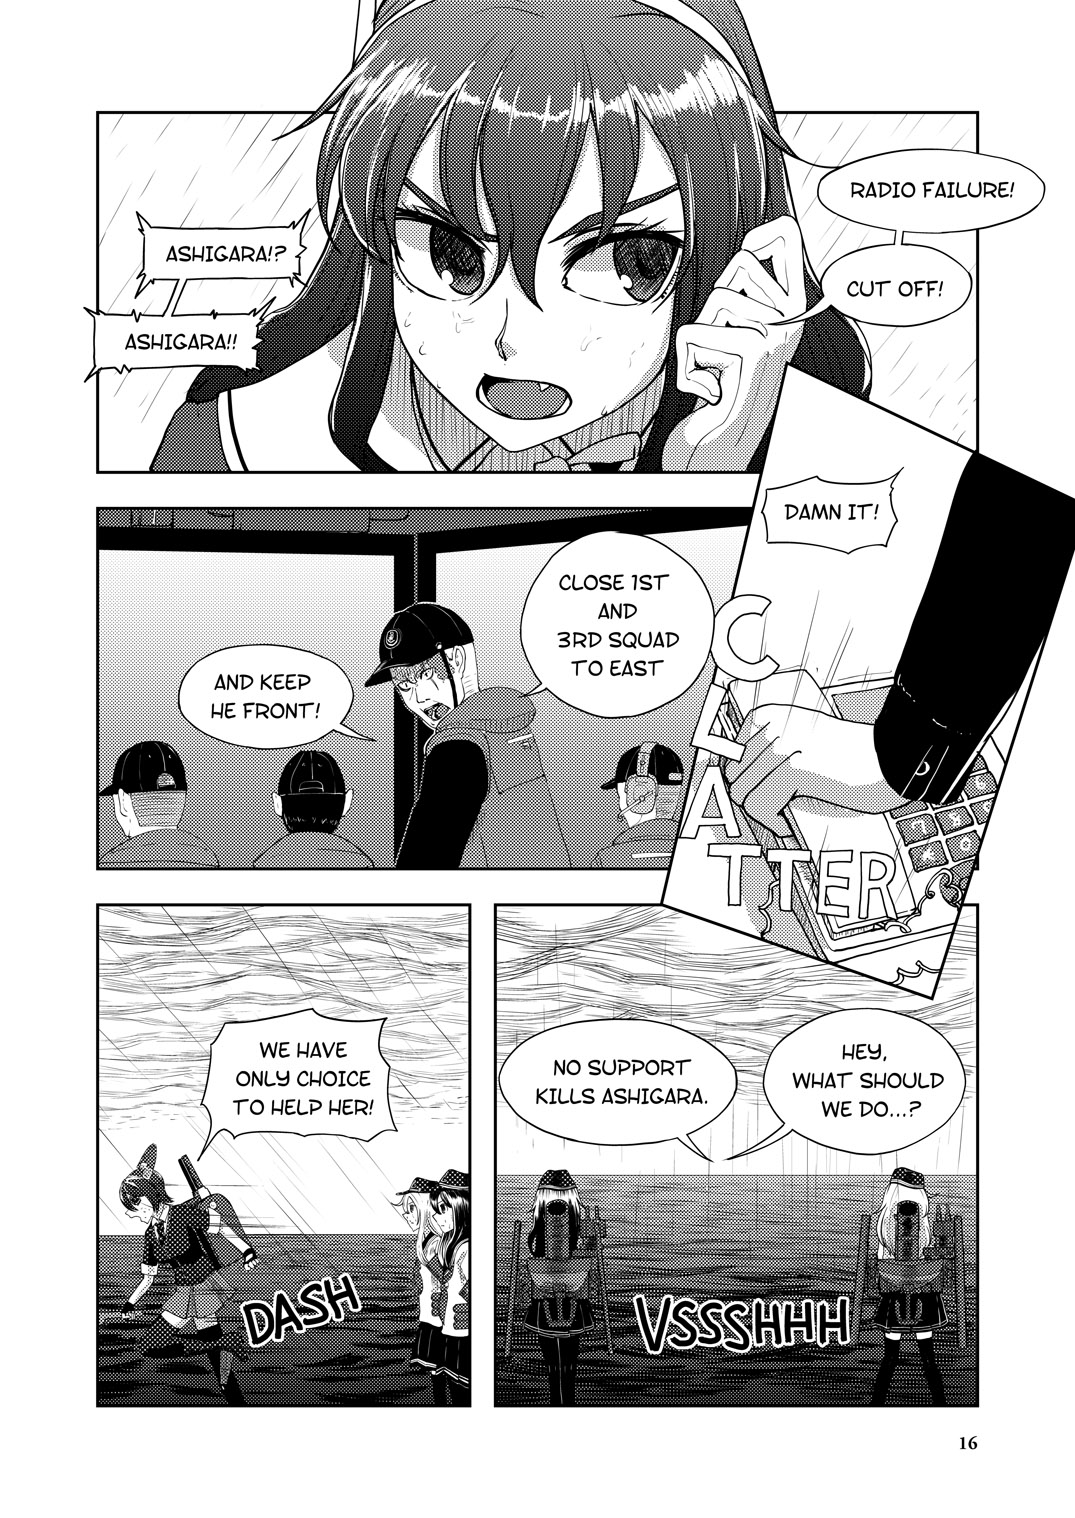 RADIO FAILURE!
CUT OFF!
ASHIGARA!?
ASHIGARA!!
DAMN IT!
CLATTER
CLOSE 1ST
AND
3RD SQUAD
TO EAST
AND KEEP
HE FRONT!
WE HAVE
ONLY CHOICE
TO HELP HER!
DASH
HEY,
WHAT SHOULD
WE DO...?
NO SUPPORT
KILLS ASHIGARA.
VSSSHHH
16